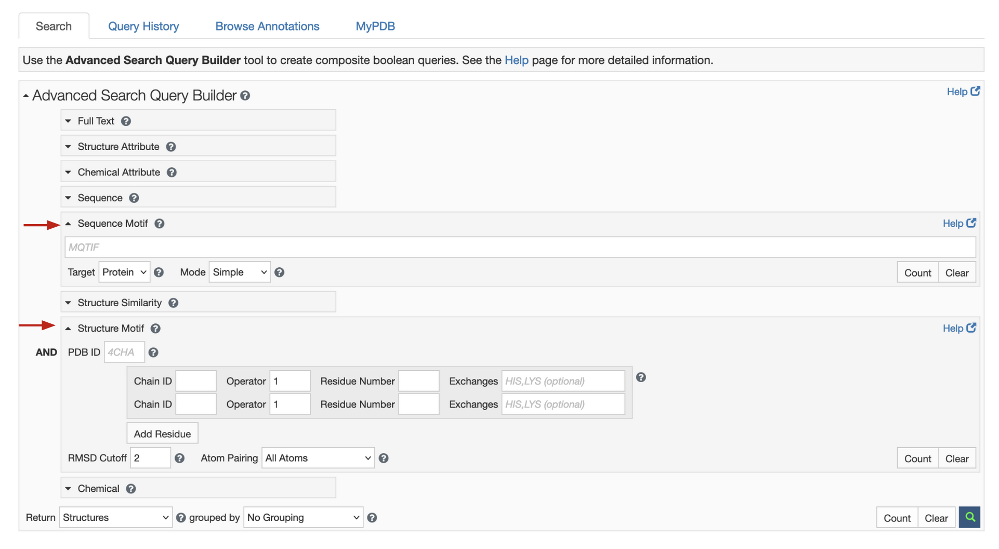 Search Query History Browse Annotations MyPDB
Use the Advanced Search Query Builder tool to create composite boolean queries. See the Help page for more detailed information.
Advanced Search Query Builder Help
Full Text
Structure Attribute
Chemical Attribute
Sequence
Sequence Motif Help
MQTIF
Target Protein Mode Simple Count Clear
Structure Similarity
Structure Motif Help
AND PDB ID 4CHA
Chain ID Operator 1 Residue Number Exchanges HIS,LYS (optional)
Chain ID Operator 1 Residue Number Exchanges HIS,LYS (optional)
Add Residue
RMSD Cutoff 2 Atom Pairing All Atoms Count Clear
Chemical
Return Structures grouped by No Grouping Count Clear